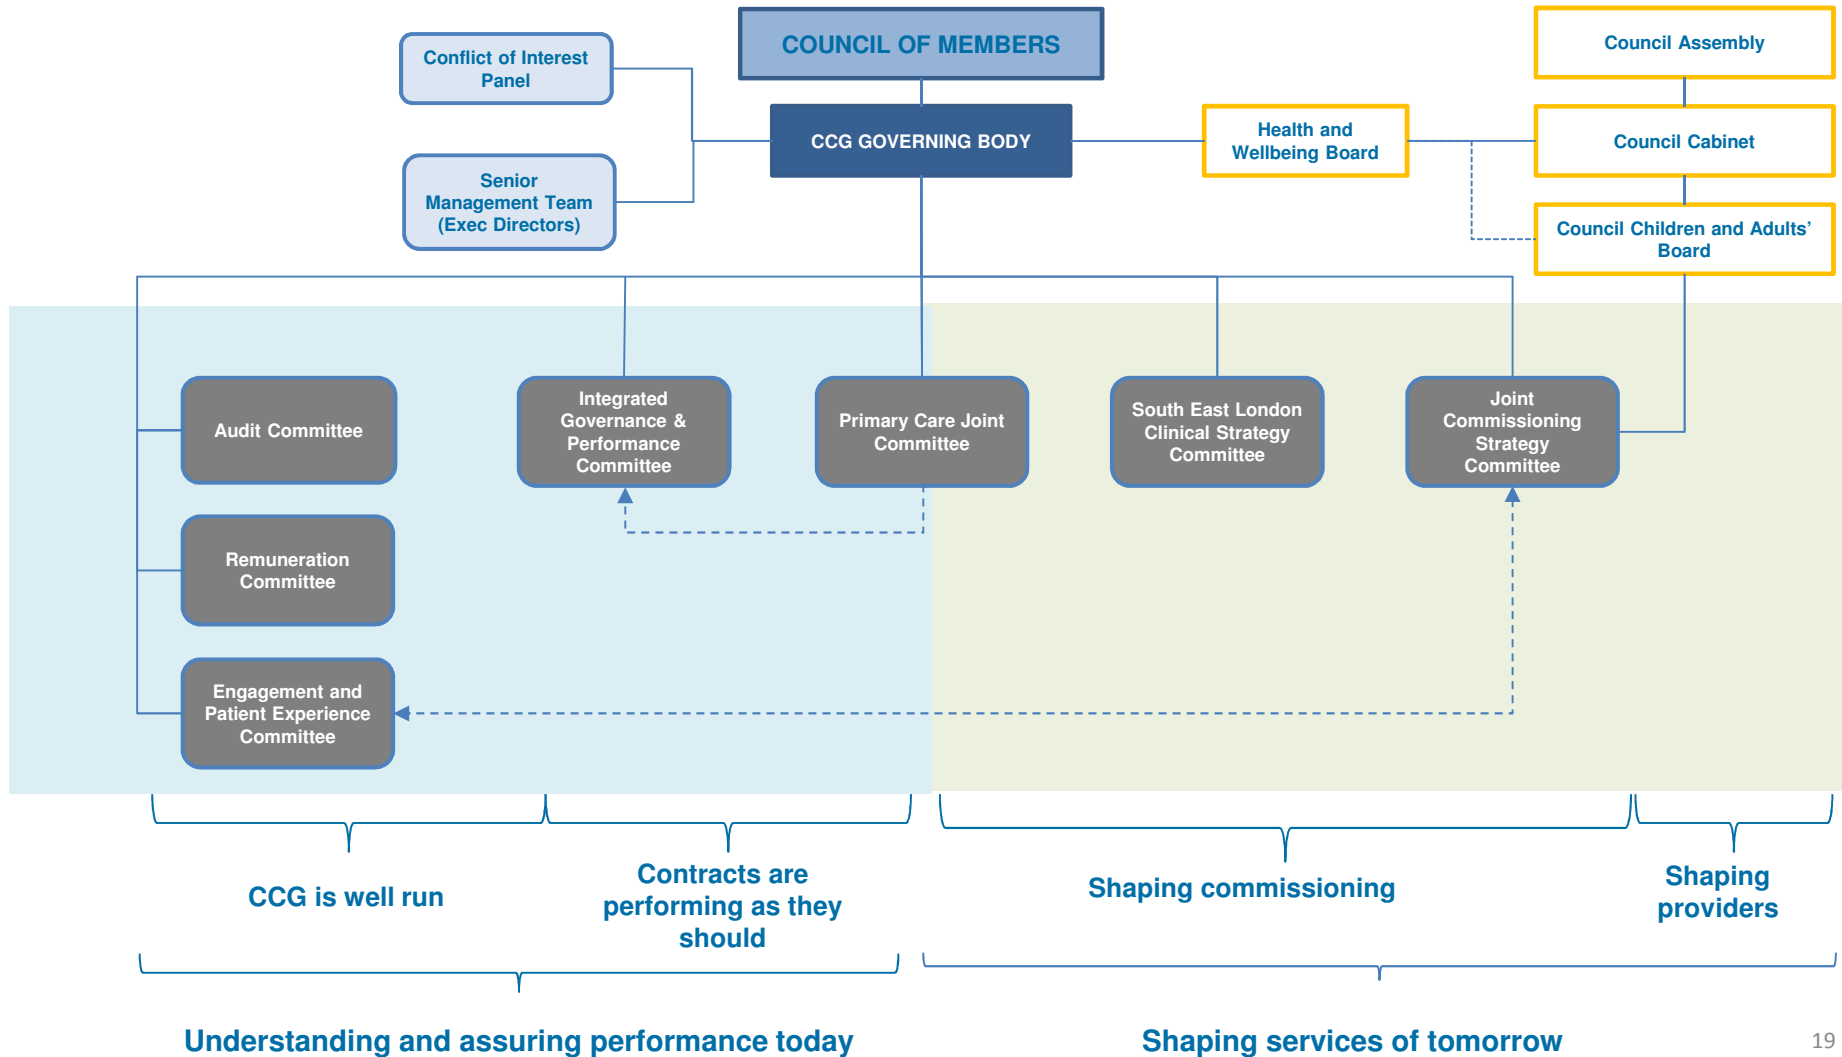 COUNCIL OF MEMBERS
Council Assembly
Conflict of Interest
Panel
CCG GOVERNING BODY
Health and
Wellbeing Board
Council Cabinet
Senior
Management Team
(Exec Directors)
Council Children and Adults’
Board
Audit Committee
Integrated
Governance &
Performance
Committee
Primary Care Joint
Committee
South East London
Clinical Strategy
Committee
Joint
Commissioning
Strategy
Committee
Remuneration
Committee
Engagement and
Patient Experience
Committee
CCG is well run
Contracts are
performing as they
should
Shaping commissioning
Shaping
providers
Understanding and assuring performance today
Shaping services of tomorrow
19